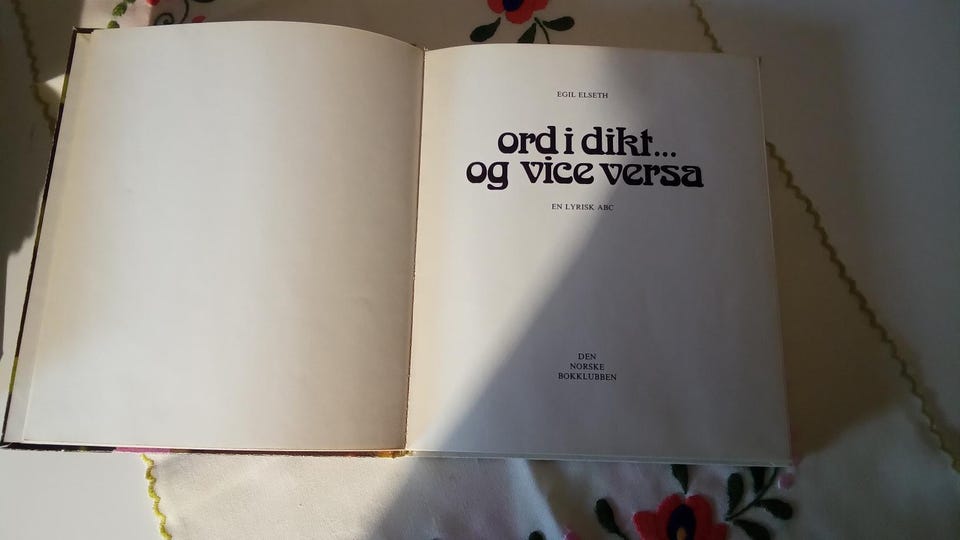 EGIL ELSETH
ord i dikt...
og vice versa
EN LYRISK ABC
DEN
NORSKE
BOKKLUBBEN